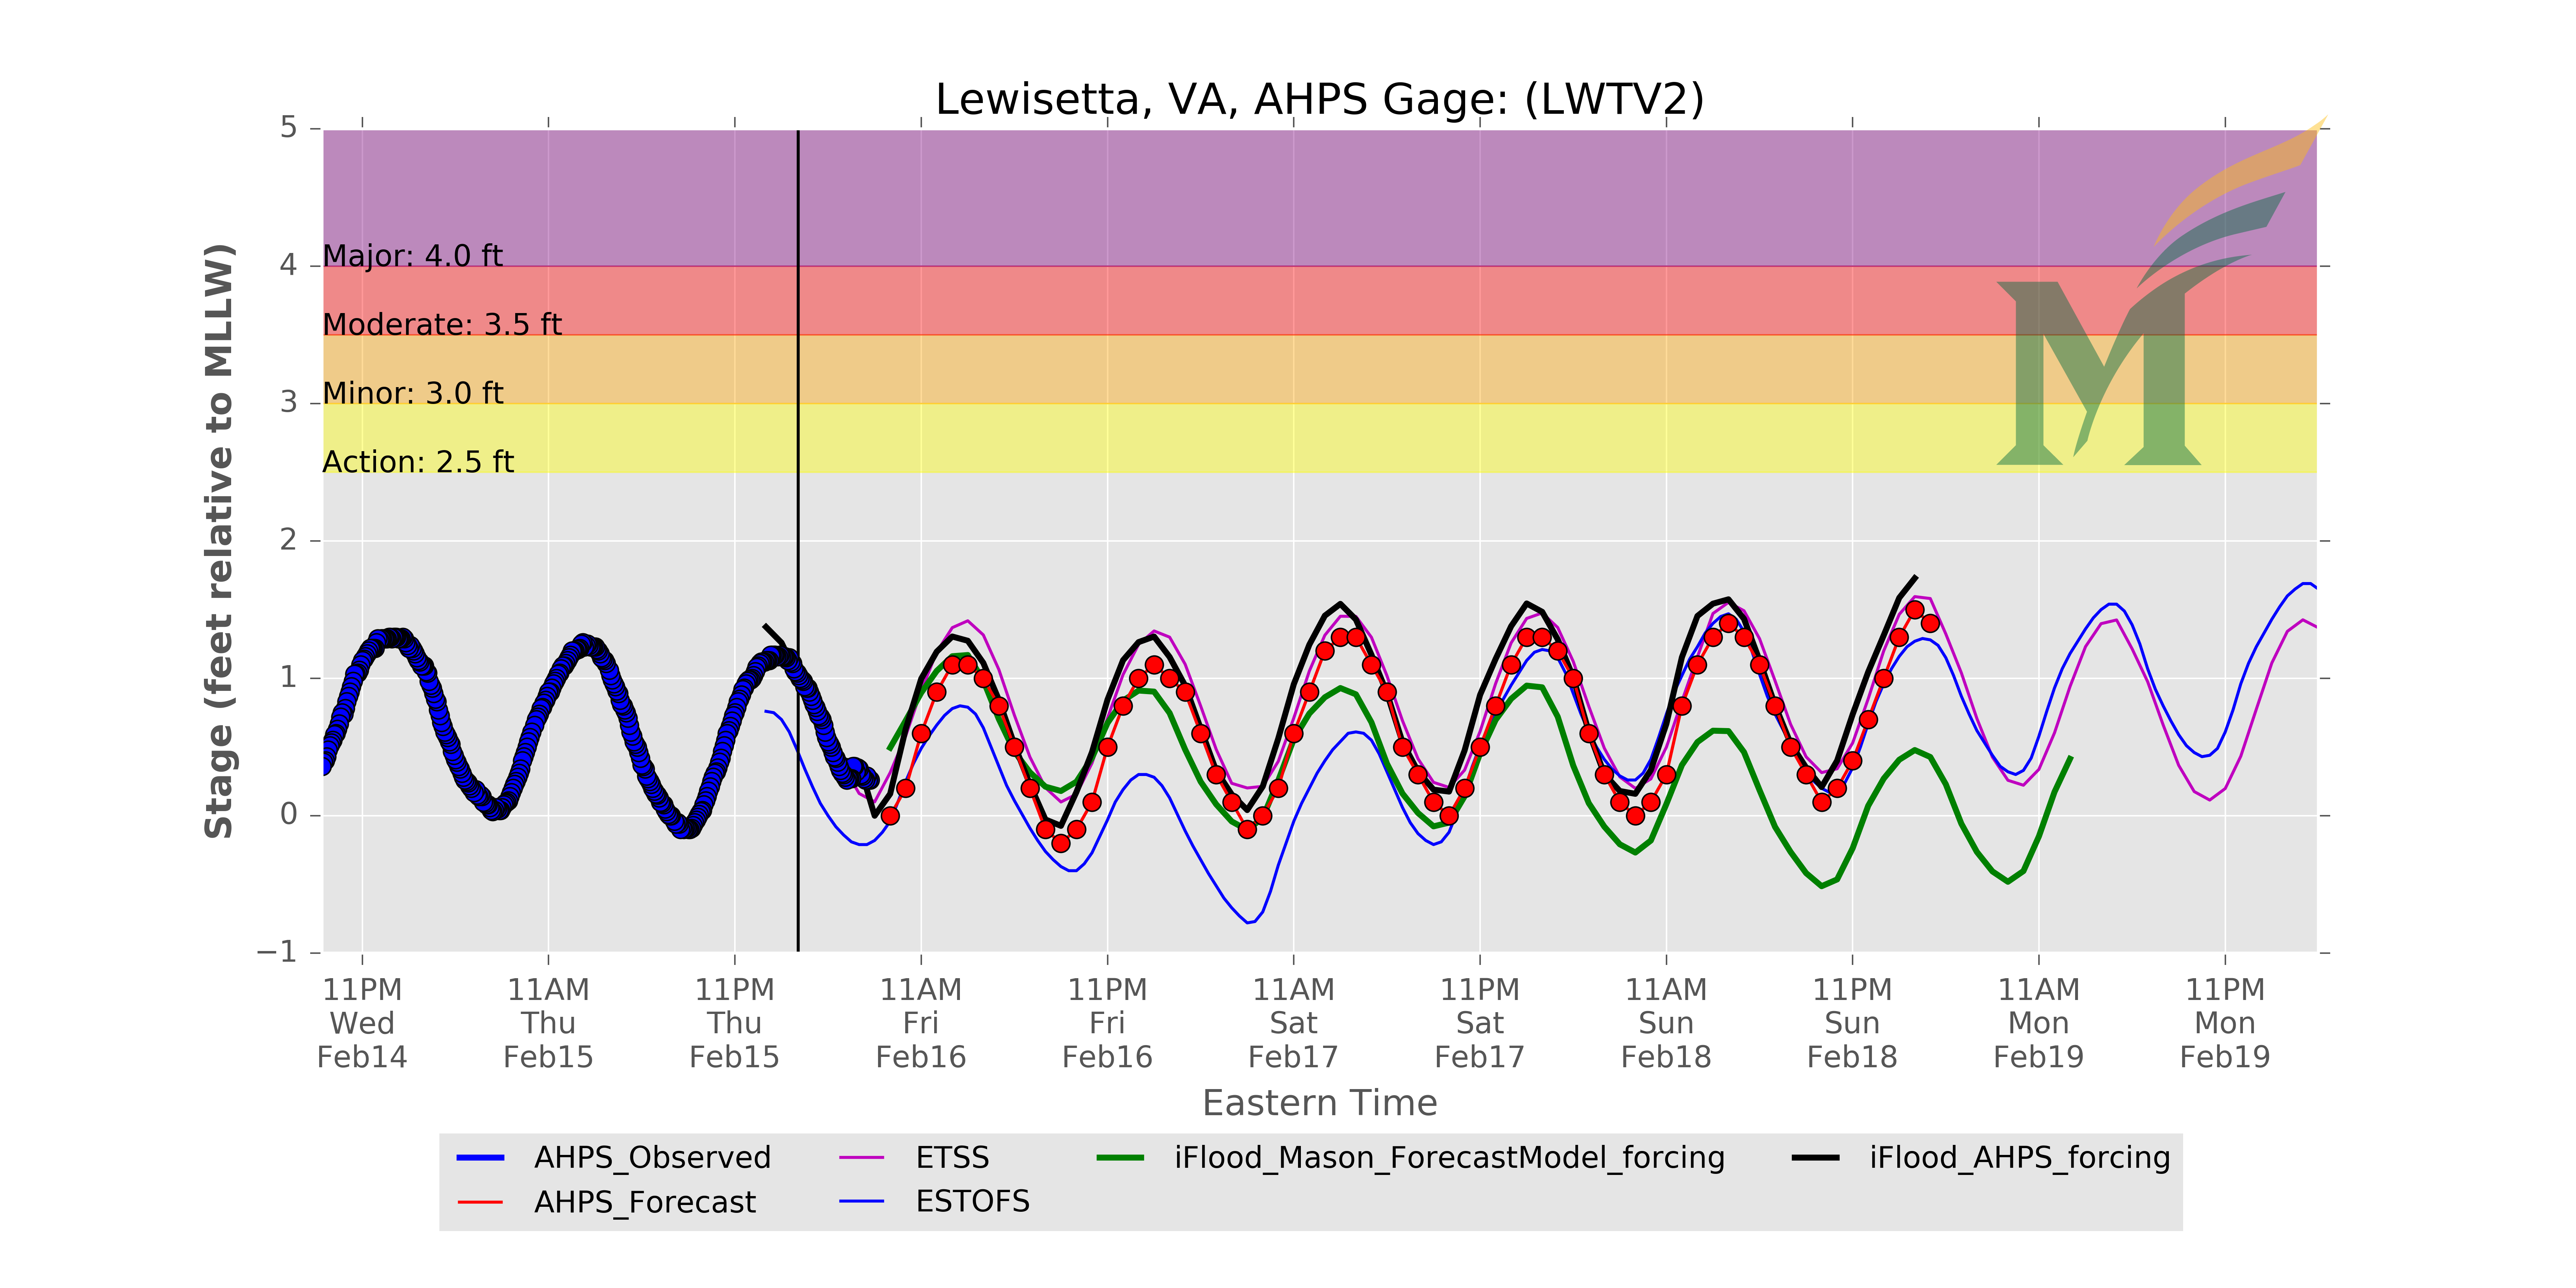 Lewisetta, VA, AHPS Gage: (LWTV2)
Stage (feet relative to MLLW)
5
4
3
2
1
0
−1
Major: 4.0 ft
Moderate: 3.5 ft
Minor: 3.0 ft
Action: 2.5 ft
M
11PM 11AM 11PM 11AM 11PM 11AM 11PM 11AM 11PM 11AM 11PM
Wed Thu Thu Fri Fri Sat Sat Sun Sun Mon Mon
Feb14 Feb15 Feb15 Feb16 Feb16 Feb17 Feb17 Feb18 Feb18 Feb19 Feb19
Eastern Time
AHPS_Observed ETSS iFlood_Mason_ForecastModel_forcing iFlood_AHPS_forcing
AHPS_Forecast ESTOFS